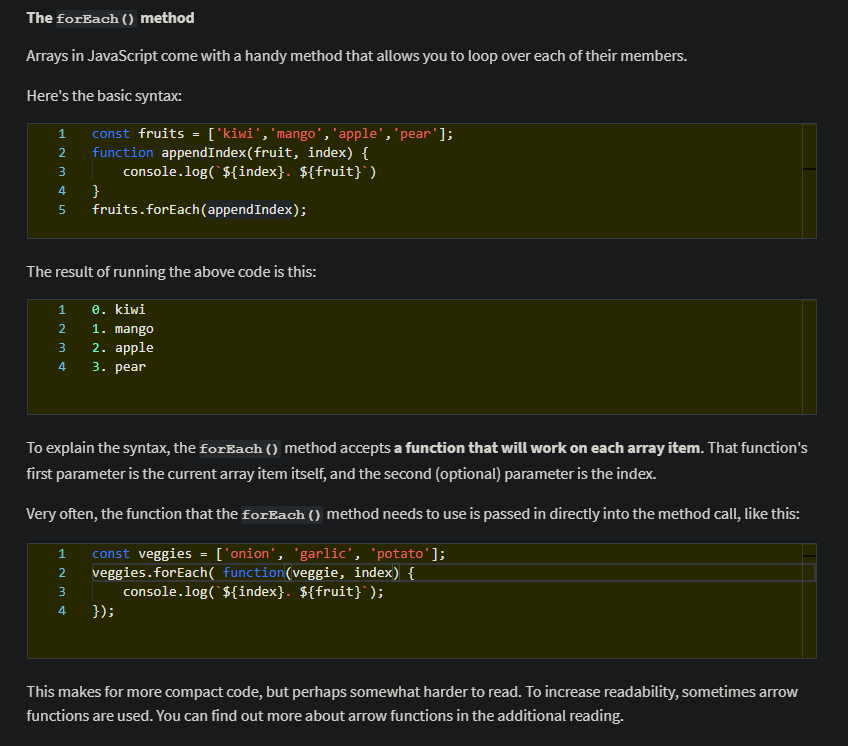 The forEach() method
Arrays in JavaScript come with a handy method that allows you to loop over each of their members.
Here's the basic syntax:
1 const fruits = ['kiwi','mango','apple','pear'];
2 function appendIndex(fruit, index) {
3     console.log(`${index}. ${fruit}`)
4 }
5 fruits.forEach(appendIndex);
The result of running the above code is this:
1 0. kiwi
2 1. mango
3 2. apple
4 3. pear
To explain the syntax, the forEach() method accepts a function that will work on each array item. That function's
first parameter is the current array item itself, and the second (optional) parameter is the index.
Very often, the function that the forEach() method needs to use is passed in directly into the method call, like this:
1 const veggies = ['onion', 'garlic', 'potato'];
2 veggies.forEach( function(veggie, index) {
3     console.log(`${index}. ${fruit}`);
4 });
This makes for more compact code, but perhaps somewhat harder to read. To increase readability, sometimes arrow
functions are used. You can find out more about arrow functions in the additional reading.